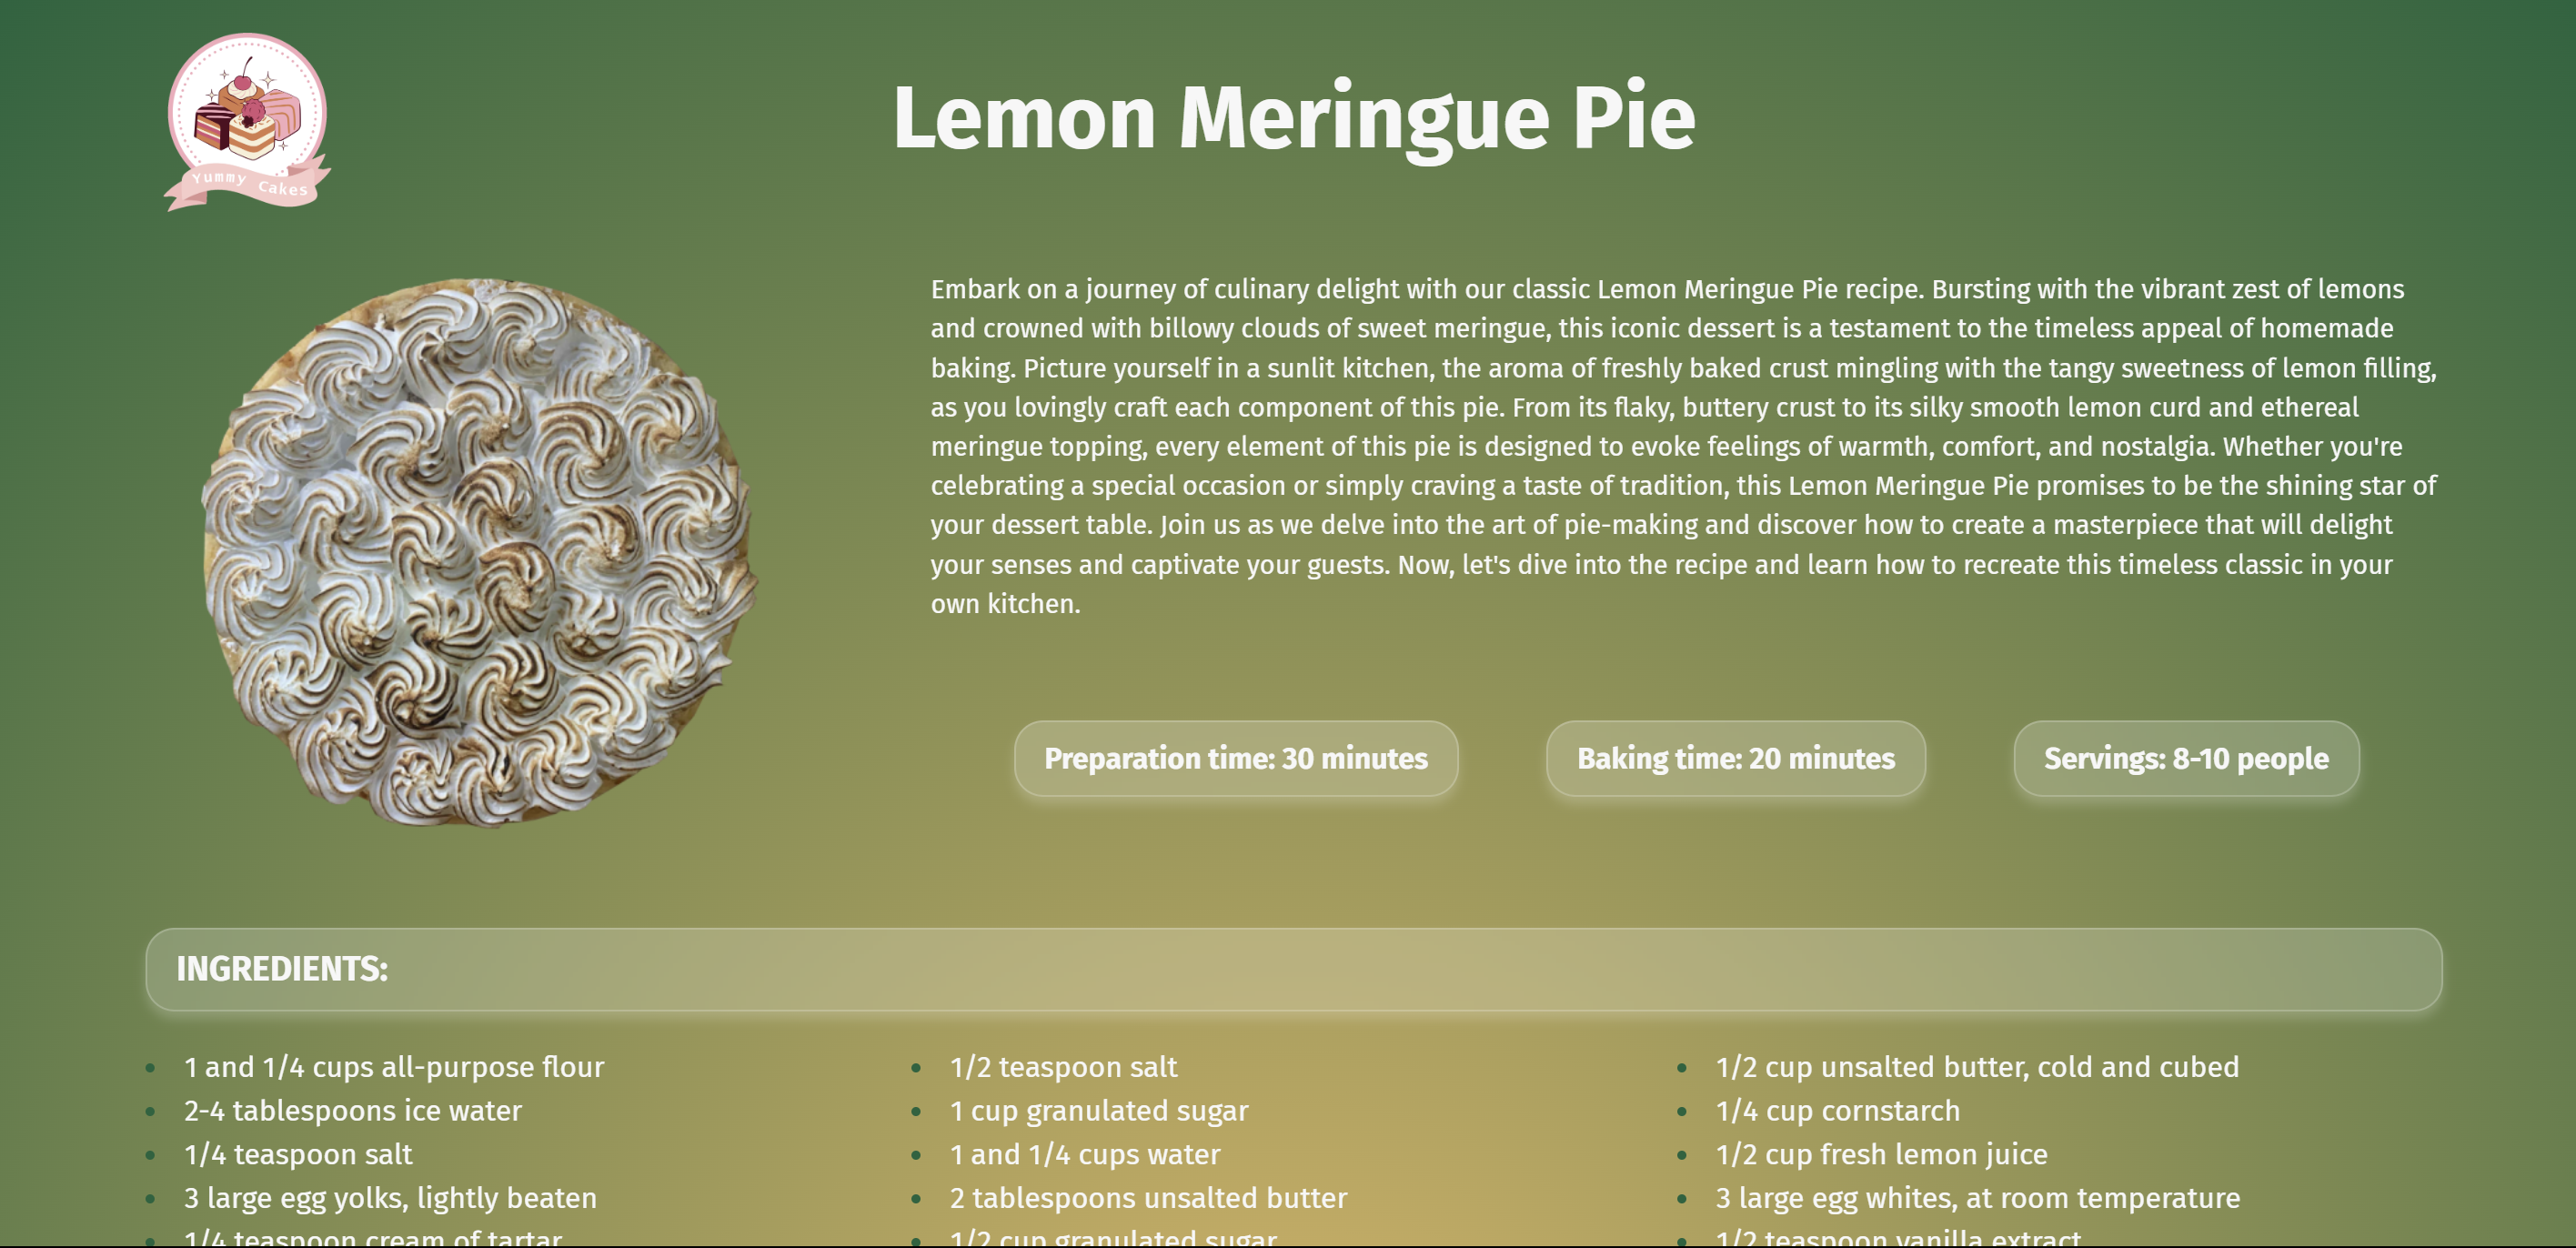 Yummy Cakes
Lemon Meringue Pie
Embark on a journey of culinary delight with our classic Lemon Meringue Pie recipe. Bursting with the vibrant zest of lemons
and crowned with billowy clouds of sweet meringue, this iconic dessert is a testament to the timeless appeal of homemade
baking. Picture yourself in a sunlit kitchen, the aroma of freshly baked crust mingling with the tangy sweetness of lemon filling,
as you lovingly craft each component of this pie. From its flaky, buttery crust to its silky smooth lemon curd and ethereal
meringue topping, every element of this pie is designed to evoke feelings of warmth, comfort, and nostalgia. Whether you're
celebrating a special occasion or simply craving a taste of tradition, this Lemon Meringue Pie promises to be the shining star of
your dessert table. Join us as we delve into the art of pie-making and discover how to create a masterpiece that will delight
your senses and captivate your guests. Now, let's dive into the recipe and learn how to recreate this timeless classic in your
own kitchen.
Preparation time: 30 minutes
Baking time: 20 minutes
Servings: 8-10 people
INGREDIENTS:
1 and 1/4 cups all-purpose flour
1/2 teaspoon salt
1/2 cup unsalted butter, cold and cubed
2-4 tablespoons ice water
1 cup granulated sugar
1/4 cup cornstarch
1/4 teaspoon salt
1 and 1/4 cups water
1/2 cup fresh lemon juice
3 large egg yolks, lightly beaten
2 tablespoons unsalted butter
3 large egg whites, at room temperature
1/4 teaspoon cream of tartar
1/2 cup granulated sugar
1/2 teaspoon vanilla extract